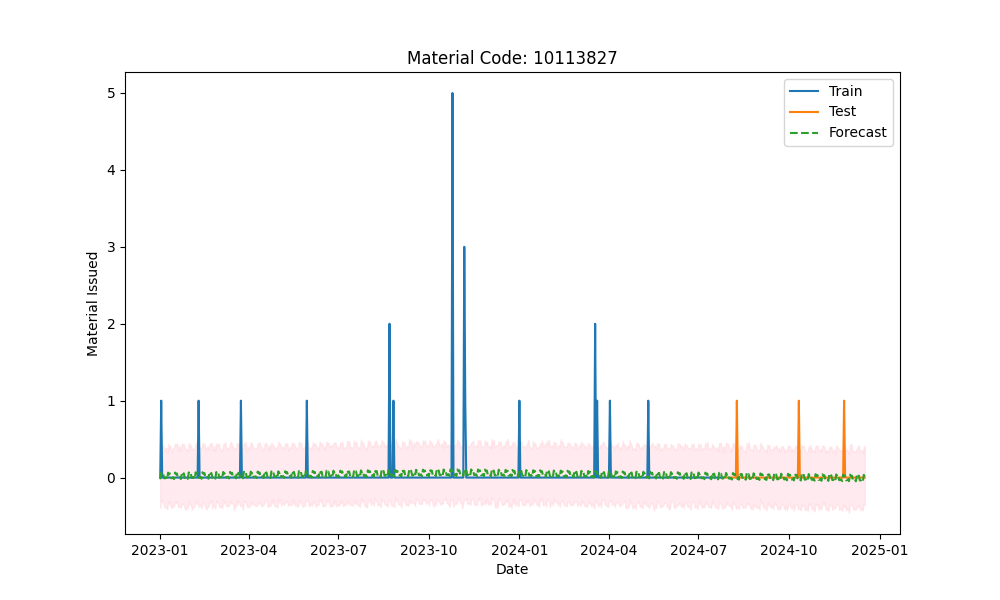 Material Code: 10113827
Train
Test
Forecast
5
4
3
2
1
0
Material Issued
2023-01 2023-04 2023-07 2023-10 2024-01 2024-04 2024-07 2024-10 2025-01
Date